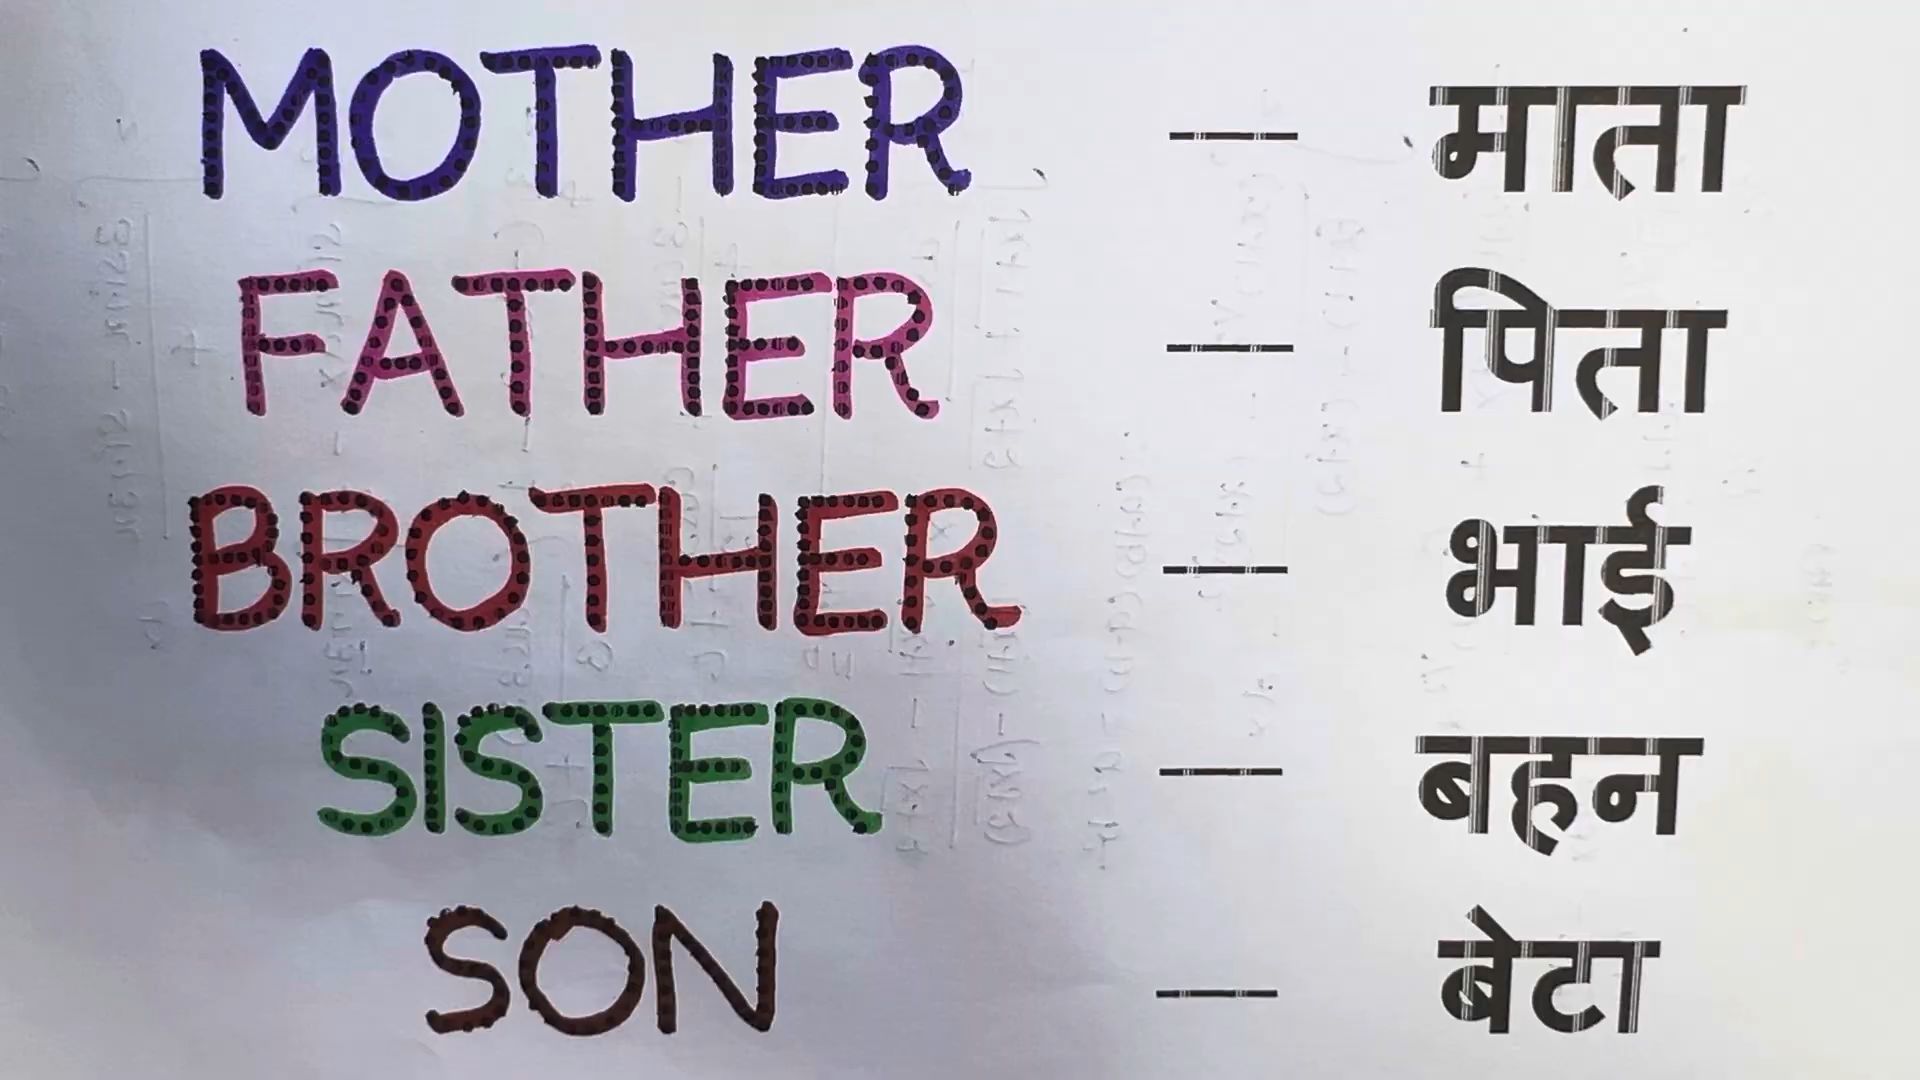 MOTHER — माता
FATHER — पिता
BROTHER — भाई
SISTER — बहन
SON — बेटा